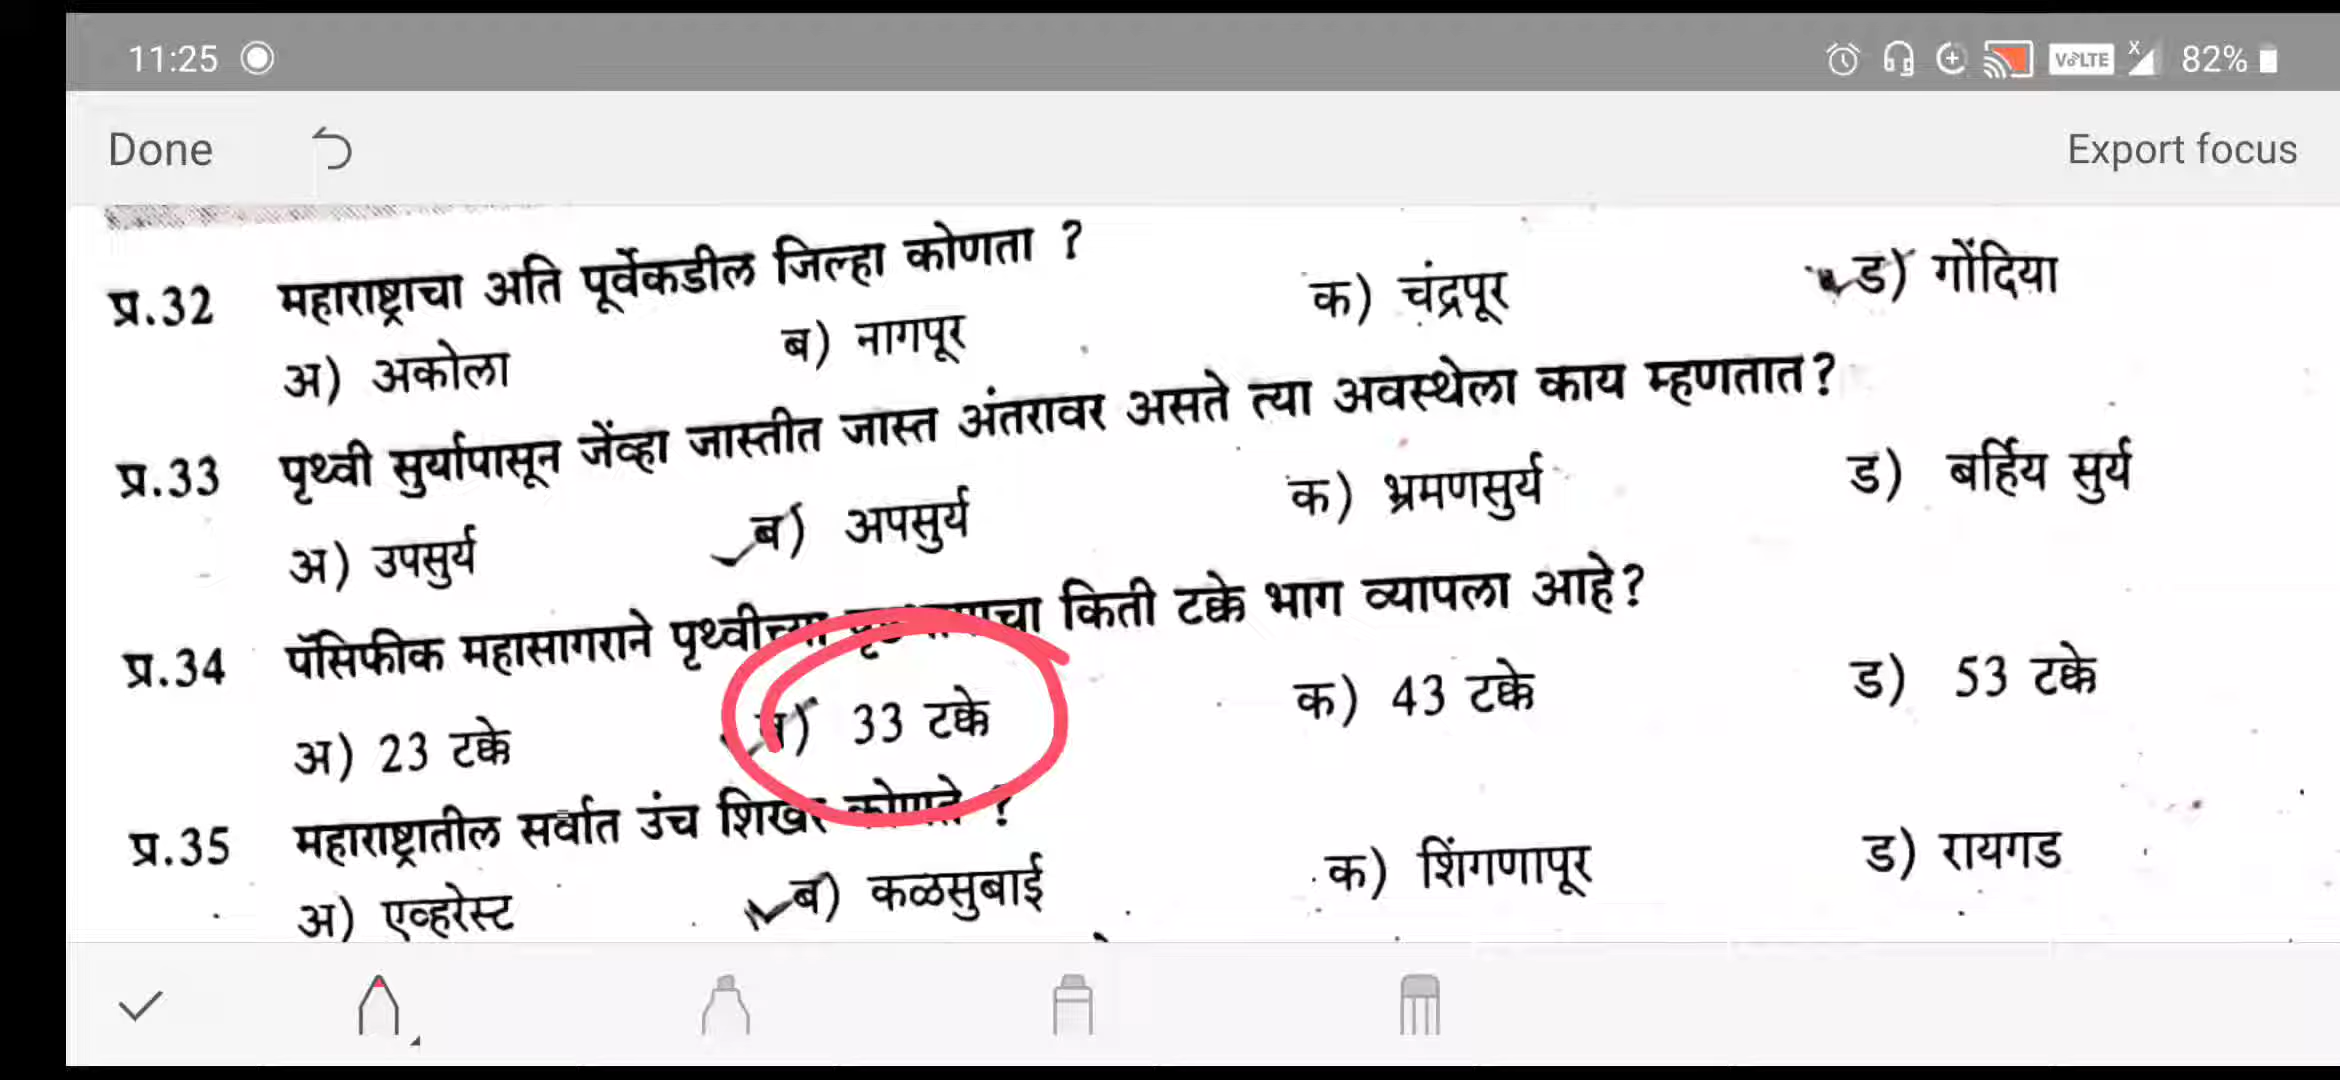 11:25 VoLTE x 82%
Done Export focus
प्र.32 महाराष्ट्राचा अति पूर्वेकडील जिल्हा कोणता ?
अ) अकोला ब) नागपूर क) चंद्रपूर ड) गोंदिया
प्र.33 पृथ्वी सुर्यापासून जेंव्हा जास्तीत जास्त अंतरावर असते त्या अवस्थेला काय म्हणतात?
अ) उपसुर्य ब) अपसुर्य क) भ्रमणसुर्य ड) बर्हिय सुर्य
प्र.34 पॅसिफीक महासागराने पृथ्वीच्या किती टक्के भाग व्यापला आहे?
अ) 23 टक्के ब) 33 टक्के क) 43 टक्के ड) 53 टक्के
प्र.35 महाराष्ट्रातील सर्वात उंच शिखर कोणते ?
अ) एव्हरेस्ट ब) कळसुबाई क) शिंगणापूर ड) रायगड